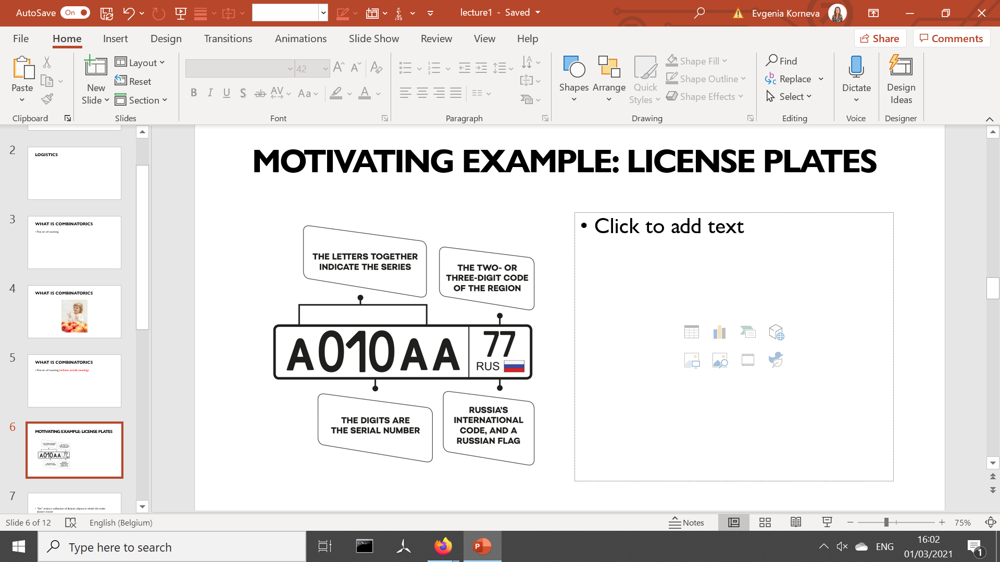 AutoSave On lecture1 - Saved Evgenia Korneva
File Home Insert Design Transitions Animations Slide Show Review View Help Share Comments
Paste
Clipboard
New
Slide
Layout
Reset
Section
Slides
42
B I U S ab AV Aa A
Font
Paragraph
Shapes
Arrange
Quick
Styles
Shape Fill
Shape Outline
Shape Effects
Drawing
Find
Replace
Select
Editing
Dictate
Voice
Design
Ideas
Designer
2
LOGISTICS
3
WHAT IS COMBINATORICS
• Fine art of counting
4
WHAT IS COMBINATORICS
5
WHAT IS COMBINATORICS
• Fine art of counting (without actually counting).
6
MOTIVATING EXAMPLE: LICENSE PLATES
A010AA 77
7
• "Set" means a collection of distinct objects in which the order
doesn't matter
MOTIVATING EXAMPLE: LICENSE PLATES
THE LETTERS TOGETHER
INDICATE THE SERIES
THE TWO- OR
THREE-DIGIT CODE
OF THE REGION
A010AA 77
RUS
THE DIGITS ARE
THE SERIAL NUMBER
RUSSIA'S
INTERNATIONAL
CODE, AND A
RUSSIAN FLAG
• Click to add text
Slide 6 of 12 English (Belgium) Notes 75%
Type here to search
ENG
16:02
01/03/2021
1